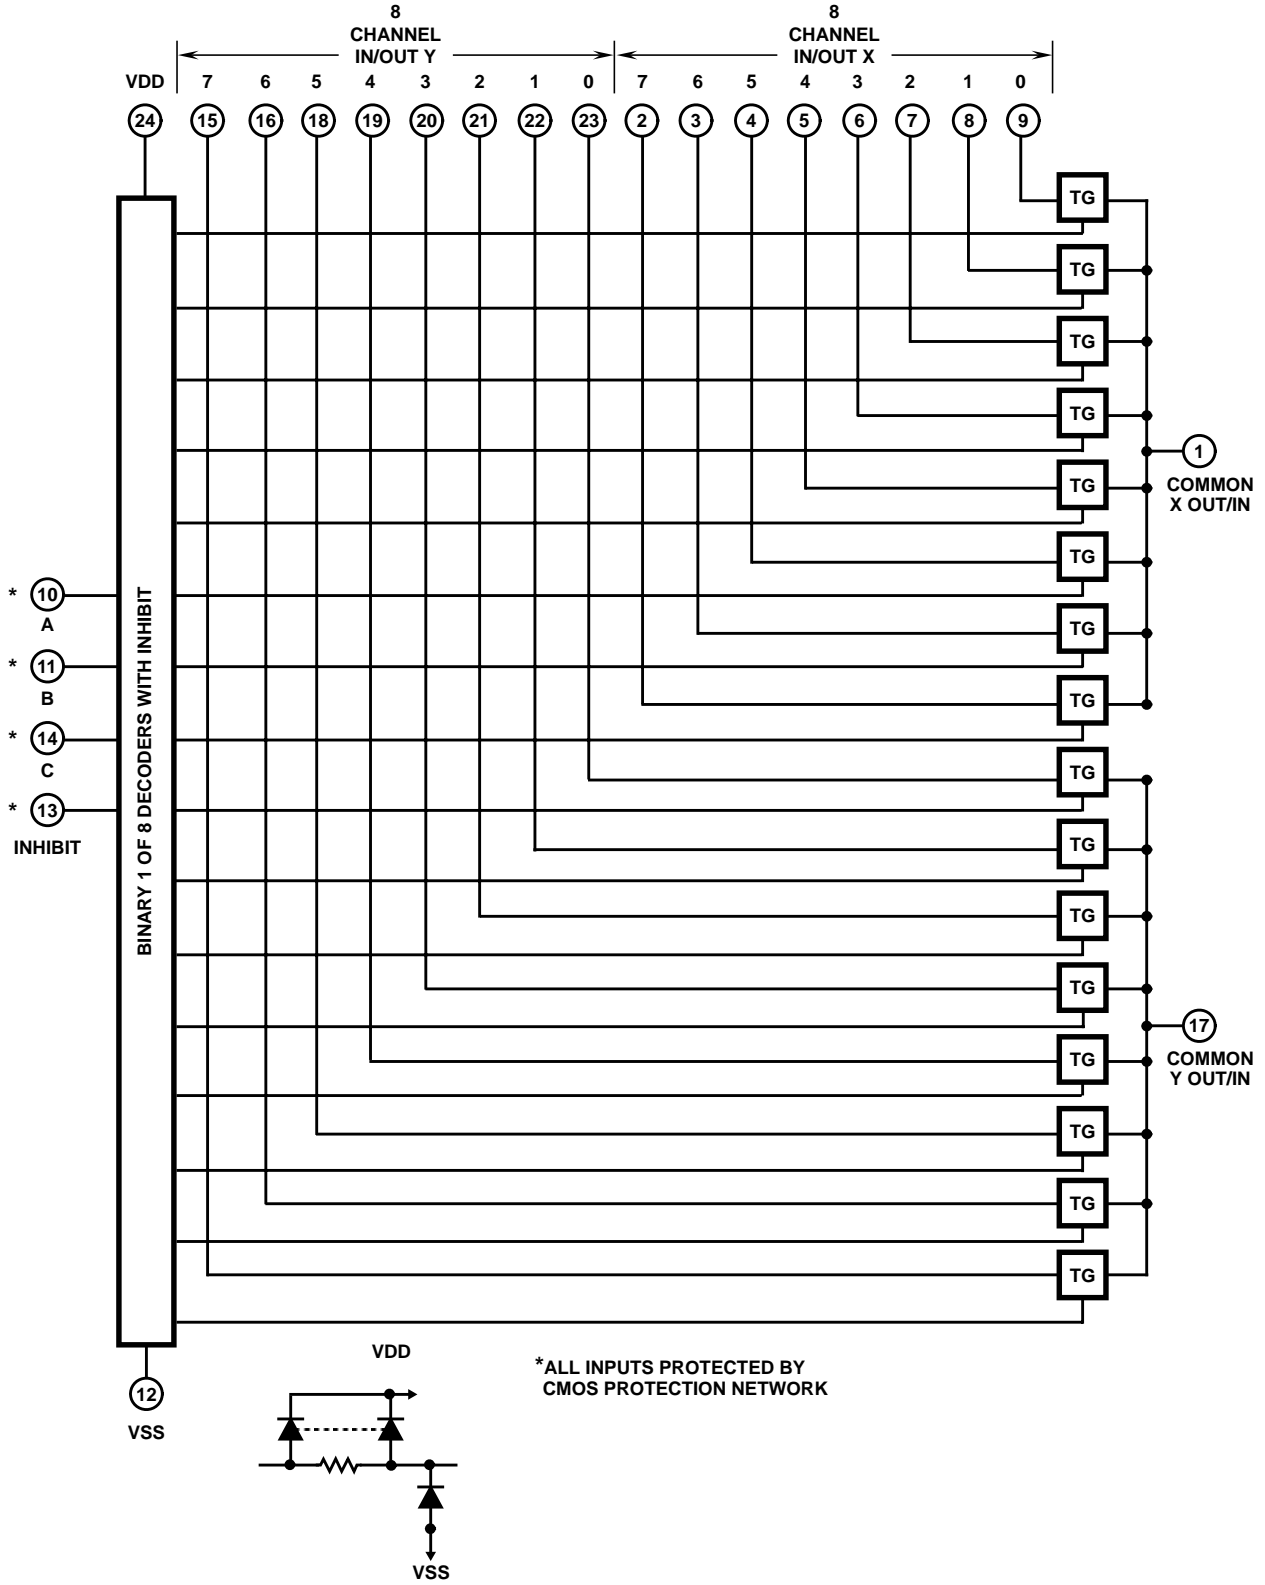 8
CHANNEL
IN/OUT Y
8
CHANNEL
IN/OUT X
VDD 7 6 5 4 3 2 1 0 7 6 5 4 3 2 1 0
24 15 16 18 19 20 21 22 23 2 3 4 5 6 7 8 9
TG
TG
TG
TG
1
COMMON
X OUT/IN
TG
TG
TG
TG
* 10
A
* 11
B
* 14
C
* 13
INHIBIT
BINARY 1 OF 8 DECODERS WITH INHIBIT
TG
TG
TG
TG
17
COMMON
Y OUT/IN
TG
TG
TG
TG
12
VSS
VDD
*ALL INPUTS PROTECTED BY
CMOS PROTECTION NETWORK
VSS